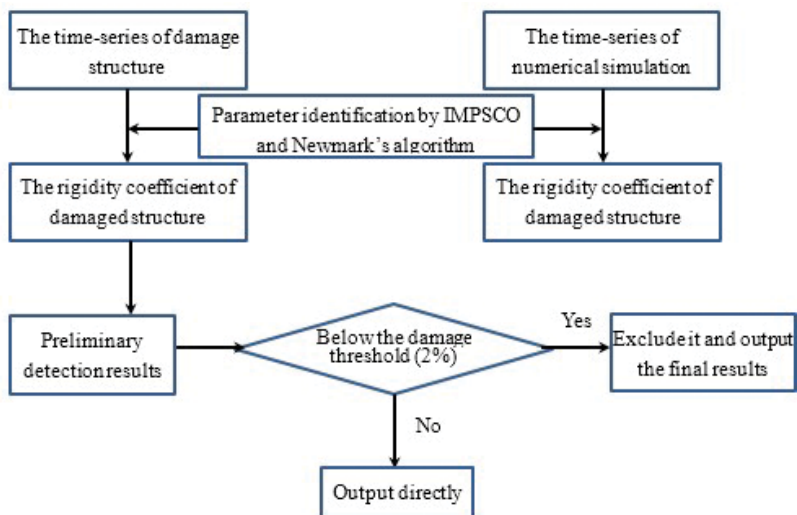 The time-series of damage
structure
The time-series of
numerical simulation
Parameter identification by IMPSCO
and Newmark's algorithm
The rigidity coefficient of
damaged structure
The rigidity coefficient of
damaged structure
Preliminary
detection results
Below the damage
threshold (2%)
Yes
Exclude it and output
the final results
No
Output directly